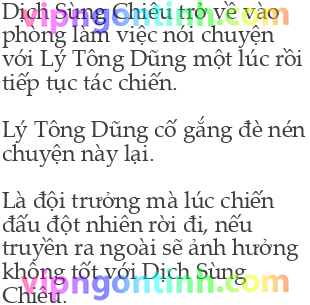 Dịch Sùng Chiêu trở về vào
phòng làm việc nói chuyện
với Lý Tông Dũng một lúc rồi
tiếp tục tác chiến.
Lý Tông Dũng cố gắng đè nén
chuyện này lại.
Là đội trưởng mà lúc chiến
đấu đột nhiên rời đi, nếu
truyền ra ngoài sẽ ảnh hưởng
không tốt với Dịch Sùng
Chiêu.
vipngontinh.com
vipngontinh.com